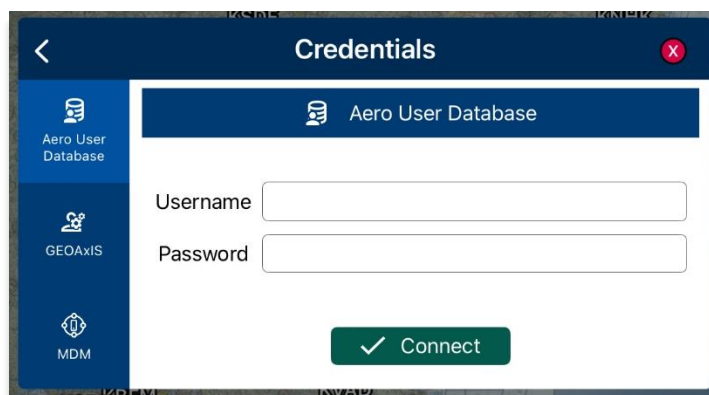 Credentials
X
Aero User
Database
GEOAxIS
MDM
Aero User Database
Username
Password
Connect